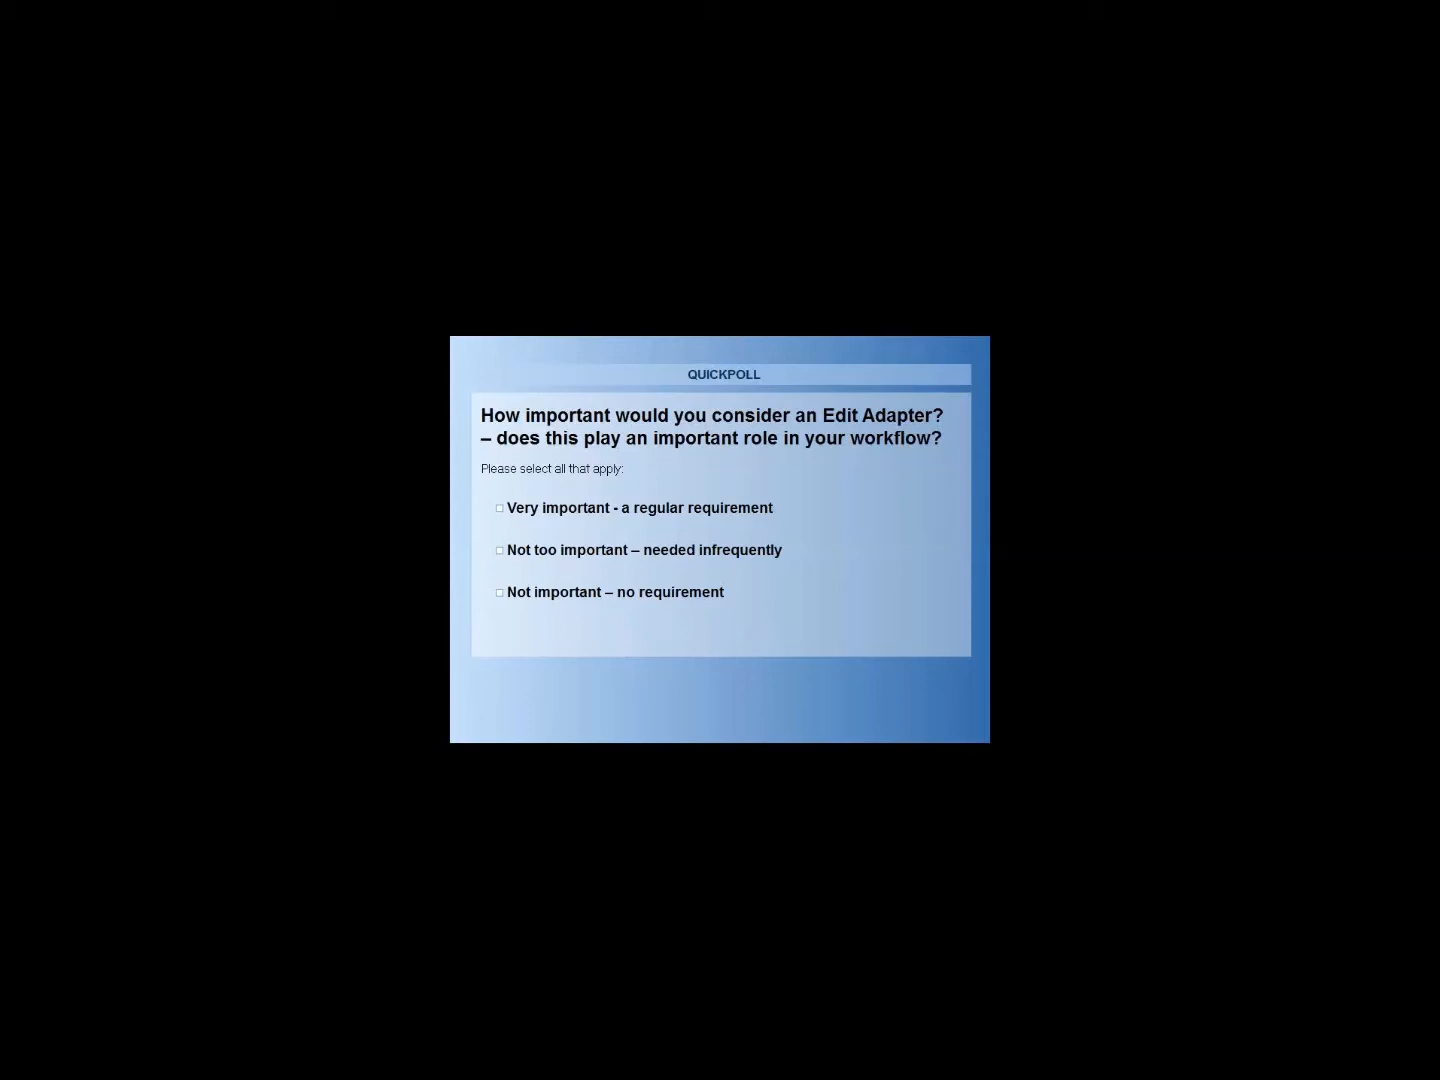 QUICKPOLL
How important would you consider an Edit Adapter?
– does this play an important role in your workflow?
Please select all that apply:
Very important - a regular requirement
Not too important – needed infrequently
Not important – no requirement